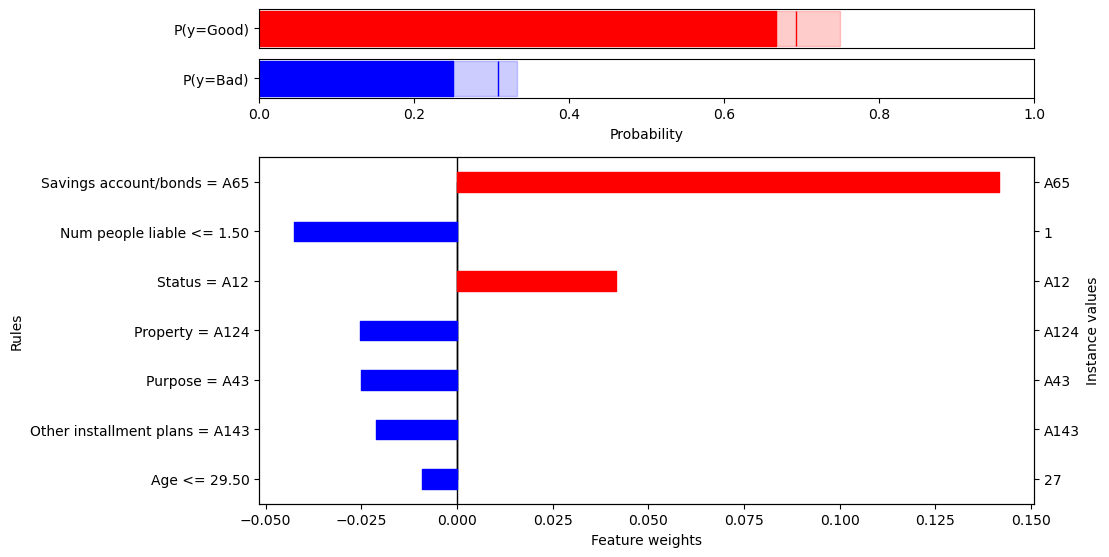 P(y=Good)
P(y=Bad)
0.0 0.2 0.4 0.6 0.8 1.0
Probability
Savings account/bonds = A65 A65
Num people liable <= 1.50 1
Status = A12 A12
Property = A124 A124
Purpose = A43 A43
Other installment plans = A143 A143
Age <= 29.50 27
Rules
Instance values
−0.050 −0.025 0.000 0.025 0.050 0.075 0.100 0.125 0.150
Feature weights